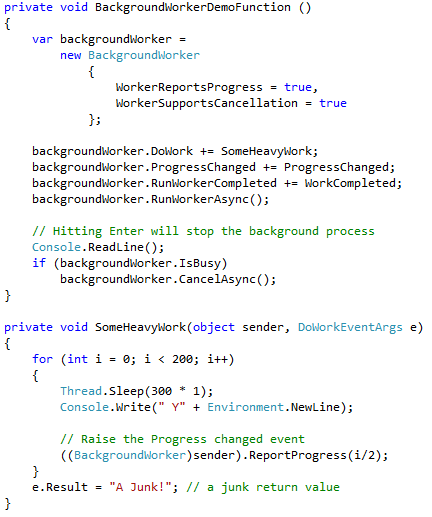 private void BackgroundWorkerDemoFunction ()
{
var backgroundWorker =
new BackgroundWorker
{
WorkerReportsProgress = true,
WorkerSupportsCancellation = true
};
backgroundWorker.DoWork += SomeHeavyWork;
backgroundWorker.ProgressChanged += ProgressChanged;
backgroundWorker.RunWorkerCompleted += WorkCompleted;
backgroundWorker.RunWorkerAsync();
// Hitting Enter will stop the background process
Console.ReadLine();
if (backgroundWorker.IsBusy)
backgroundWorker.CancelAsync();
}
private void SomeHeavyWork(object sender, DoWorkEventArgs e)
{
for (int i = 0; i < 200; i++)
{
Thread.Sleep(300 * 1);
Console.Write(" Y" + Environment.NewLine);
// Raise the Progress changed event
((BackgroundWorker)sender).ReportProgress(i/2);
}
e.Result = "A Junk!"; // a junk return value
}